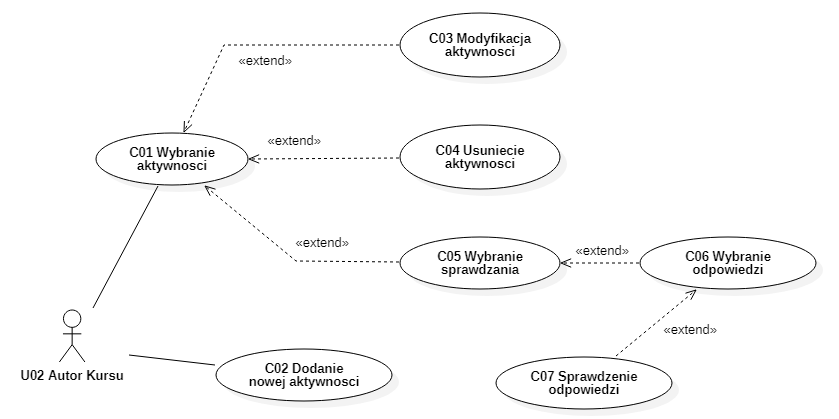 C03 Modyfikacja
aktywnosci
«extend»
C01 Wybranie
aktywnosci
«extend»
C04 Usuniecie
aktywnosci
«extend»
C05 Wybranie
sprawdzania
«extend»
C06 Wybranie
odpowiedzi
«extend»
U02 Autor Kursu
C02 Dodanie
nowej aktywnosci
C07 Sprawdzenie
odpowiedzi